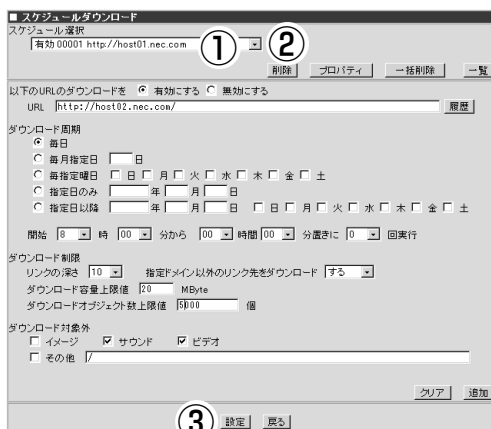 ■ スケジュールダウンロード
スケジュール選択
有効 00001 http://host01.nec.com ① ②
削除 プロパティ 一括削除 一覧
以下のURLのダウンロードを 有効にする 無効にする
URL http://host02.nec.com/ 履歴
ダウンロード周期
毎日
毎月指定日 日
毎指定曜日 日 月 火 水 木 金 土
指定日のみ 年 月 日
指定日以降 年 月 日 日 月 火 水 木 金 土
開始 8 時 00 分から 00 時間 00 分置きに 0 回実行
ダウンロード制限
リンクの深さ 10 指定ドメイン以外のリンク先をダウンロード する
ダウンロード容量上限値 20 MByte
ダウンロードオブジェクト数上限値 5000 個
ダウンロード対象外
イメージ サウンド ビデオ
その他 /
クリア 追加
③ 設定 戻る